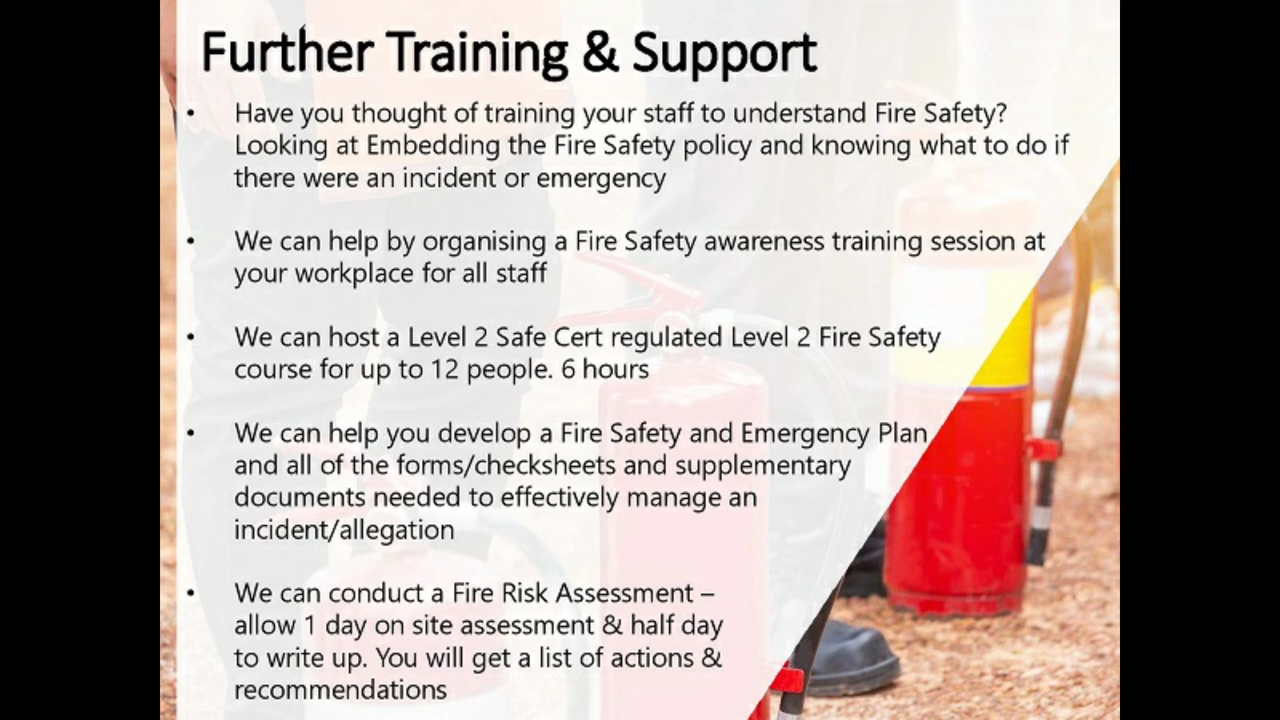 Further Training & Support
• Have you thought of training your staff to understand Fire Safety?
Looking at Embedding the Fire Safety policy and knowing what to do if
there were an incident or emergency
• We can help by organising a Fire Safety awareness training session at
your workplace for all staff
• We can host a Level 2 Safe Cert regulated Level 2 Fire Safety
course for up to 12 people. 6 hours
• We can help you develop a Fire Safety and Emergency Plan
and all of the forms/checksheets and supplementary
documents needed to effectively manage an
incident/allegation
• We can conduct a Fire Risk Assessment –
allow 1 day on site assessment & half day
to write up. You will get a list of actions &
recommendations